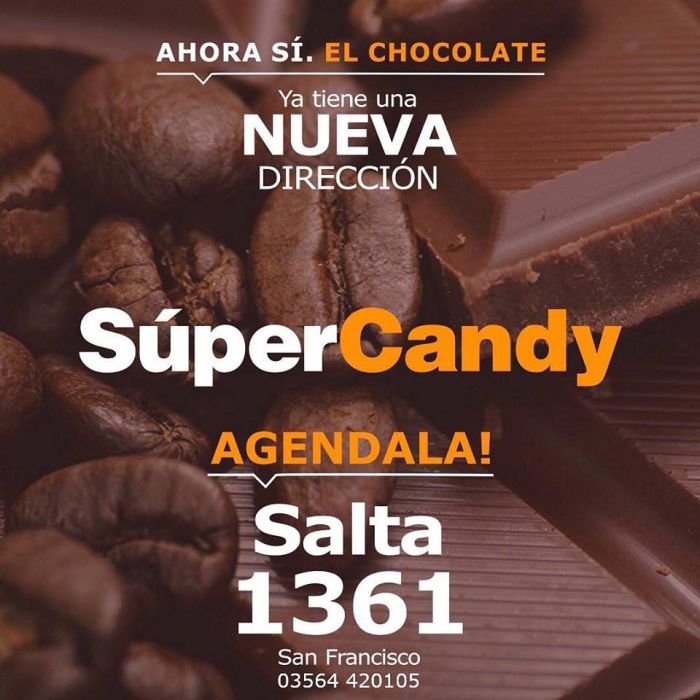 AHORA SÍ. EL CHOCOLATE
Ya tiene una
NUEVA
DIRECCIÓN
SúperCandy
AGENDALA!
Salta
1361
San Francisco
03564 420105